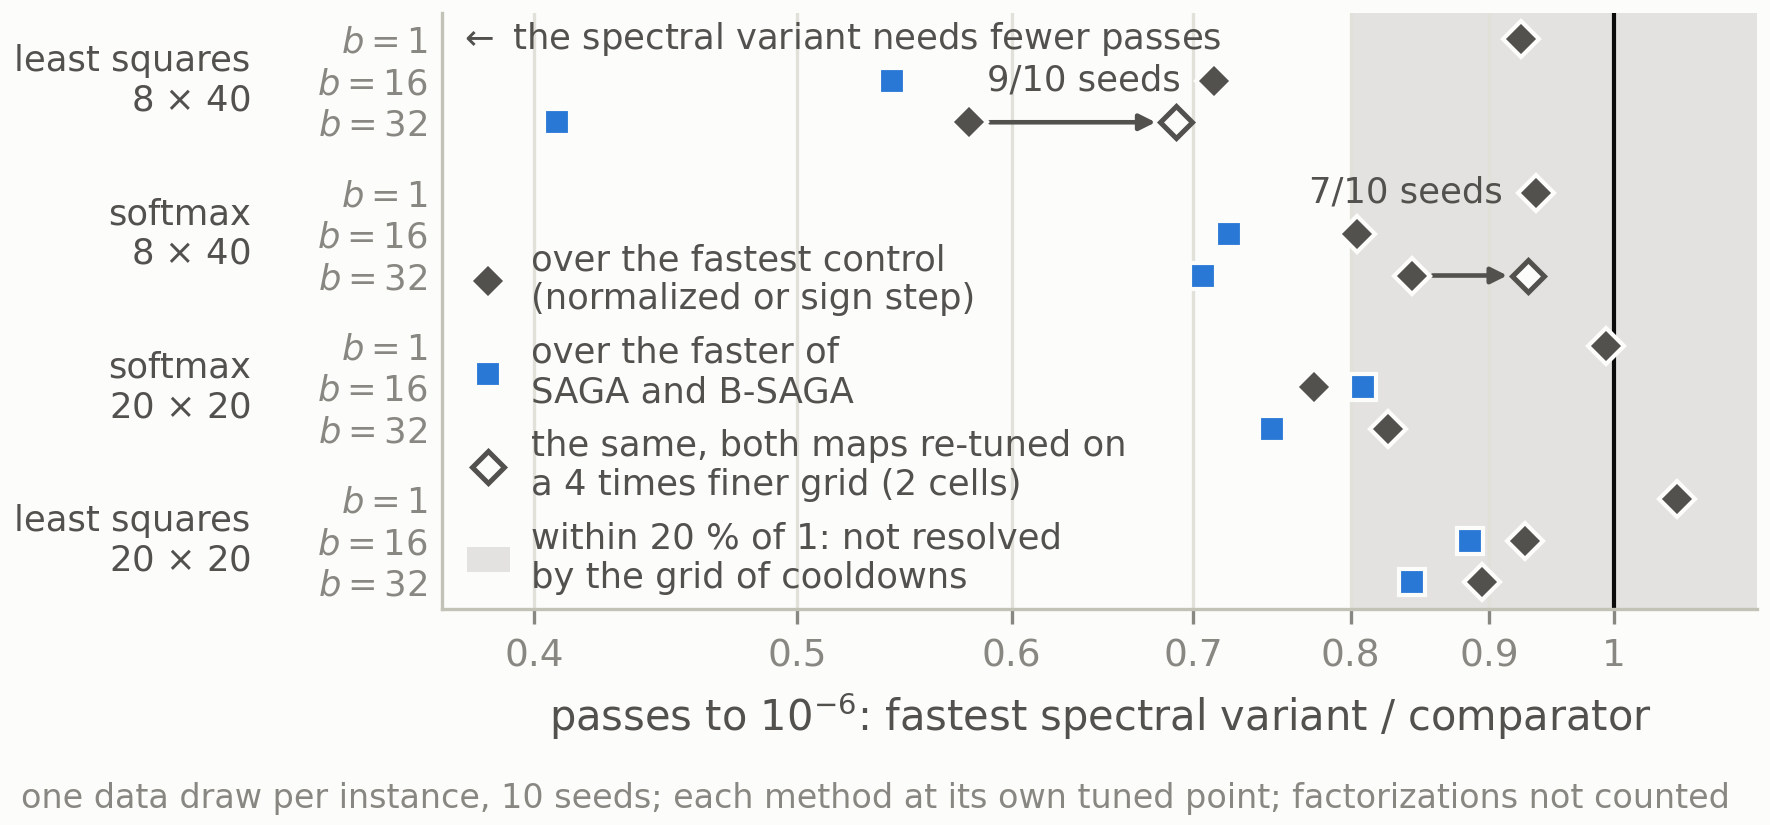 ← the spectral variant needs fewer passes
least squares
8 × 40
b = 1
b = 16
b = 32
9/10 seeds
softmax
8 × 40
b = 1
b = 16
b = 32
7/10 seeds
softmax
20 × 20
b = 1
b = 16
b = 32
least squares
20 × 20
b = 1
b = 16
b = 32
over the fastest control
(normalized or sign step)
over the faster of
SAGA and B-SAGA
the same, both maps re-tuned on
a 4 times finer grid (2 cells)
within 20 % of 1: not resolved
by the grid of cooldowns
0.4 0.5 0.6 0.7 0.8 0.9 1
passes to 10⁻⁶: fastest spectral variant / comparator
one data draw per instance, 10 seeds; each method at its own tuned point; factorizations not counted